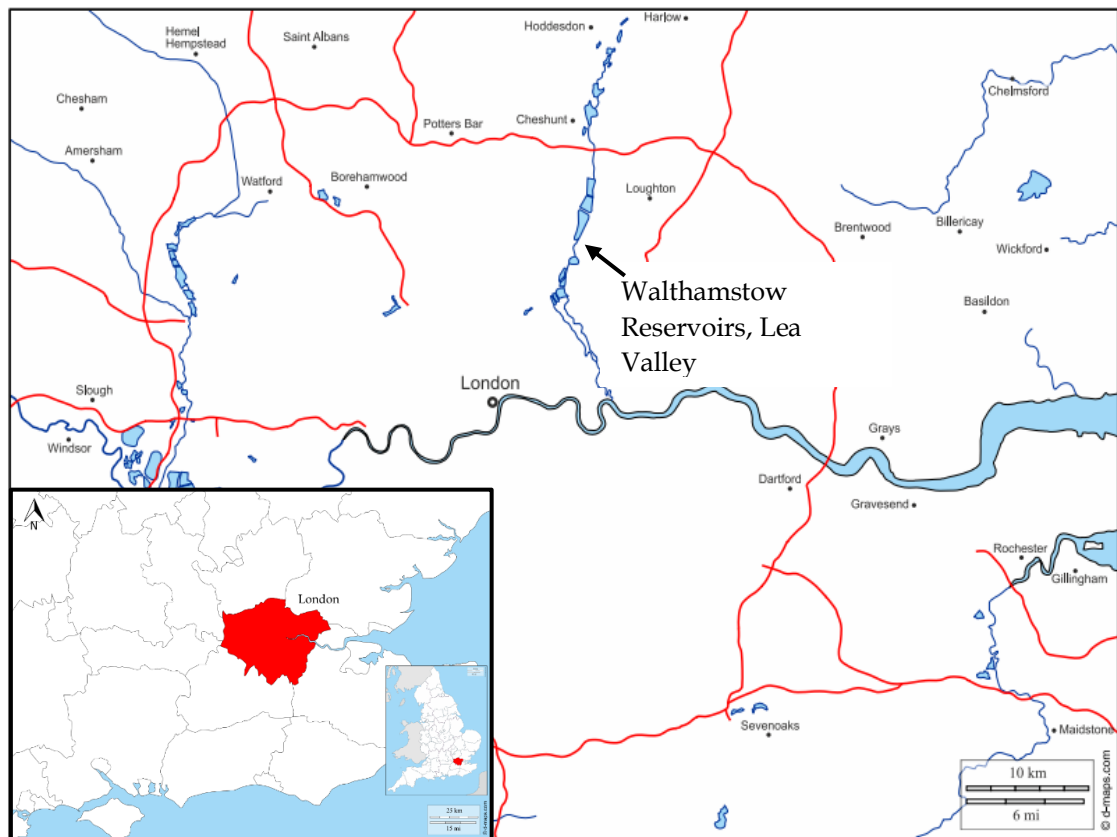 Hoddesdon
Harlow
Hemel
Hempstead
Saint Albans
Chesham
Chelmsford
Cheshunt
Potters Bar
Amersham
Watford
Borehamwood
Loughton
Brentwood
Billericay
Wickford
Walthamstow
Reservoirs, Lea
Valley
Basildon
Slough
London
Windsor
Grays
Dartford
Gravesend
Rochester
Gillingham
Sevenoaks
Maidstone
10 km
6 mi
© d-maps.com
N
London
25 km
15 mi
© d-maps.com